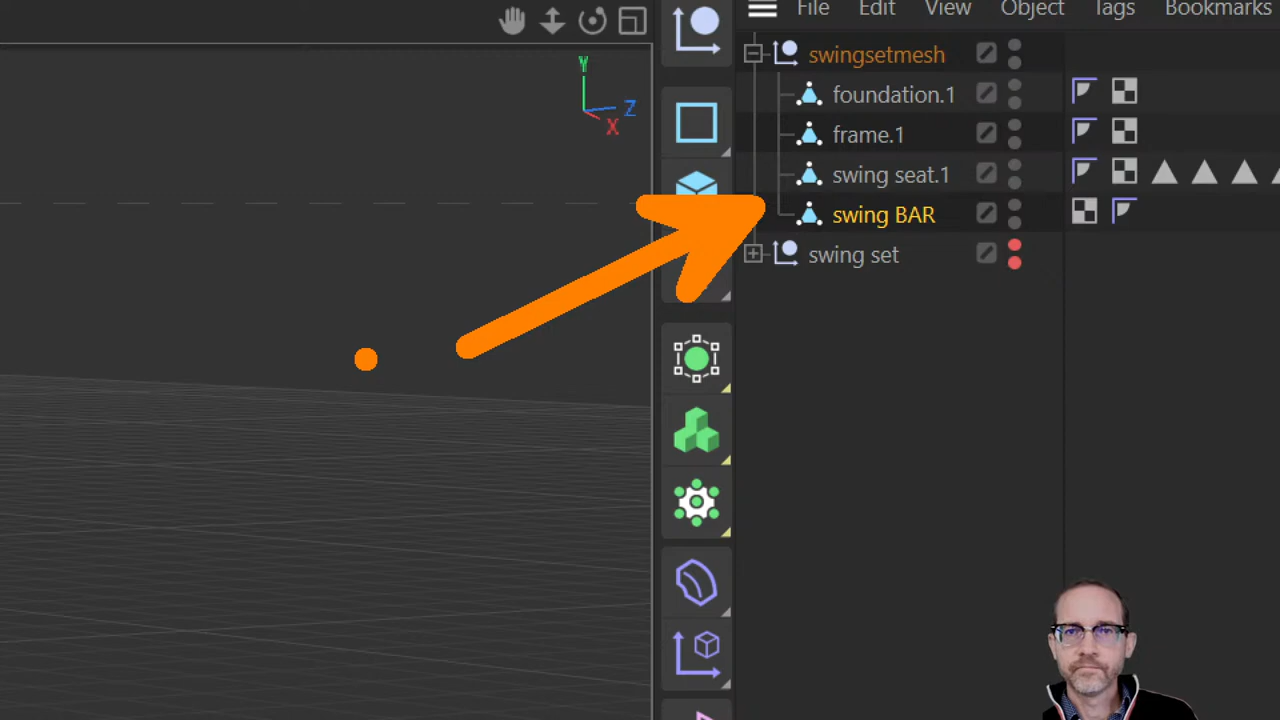 File Edit View Object Tags Bookmarks
swingsetmesh
foundation.1
frame.1
swing seat.1
swing BAR
swing set
Y
Z
X